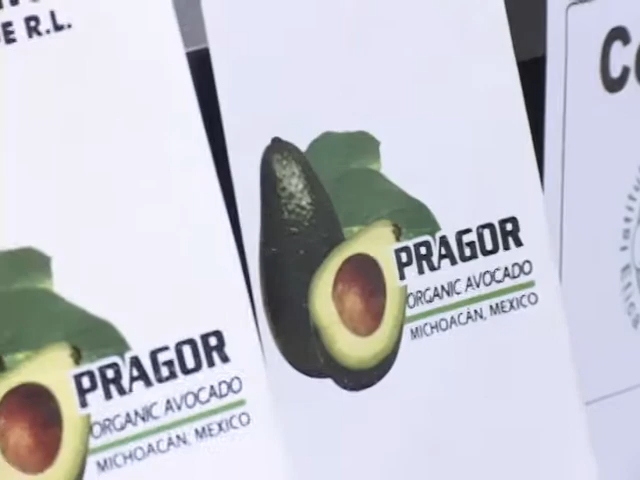 E R.L.
PRAGOR
ORGANIC AVOCADO
MICHOACÁN, MEXICO
PRAGOR
ORGANIC AVOCADO
MICHOACÁN, MEXICO